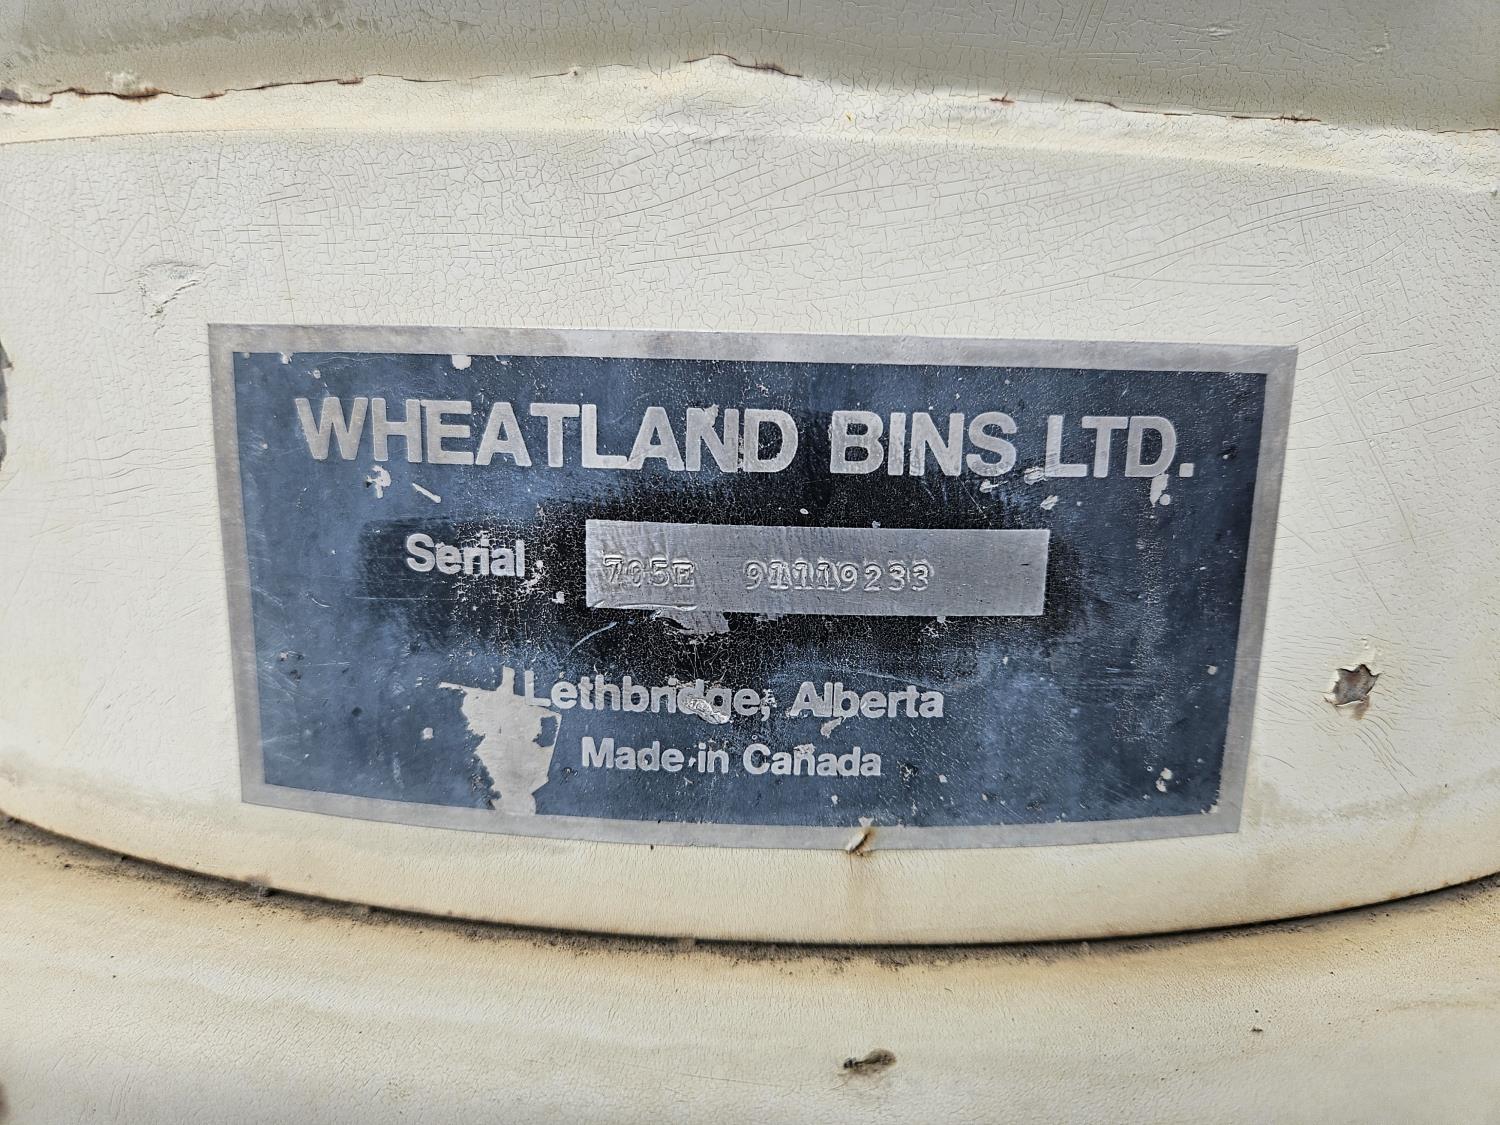 WHEATLAND BINS LTD.
Serial 705E 91119233
Lethbridge, Alberta
Made in Canada